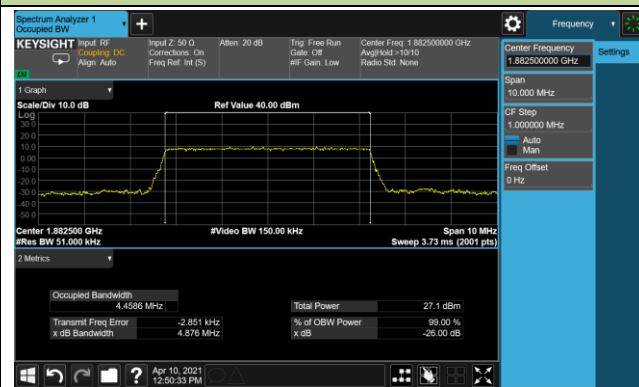 Spectrum Analyzer 1
Occupied BW
Frequency
KEYSIGHT
Input: RF
Coupling: DC
Align: Auto
Input Z: 50 Ω
Corrections: On
Freq Ref: Int (S)
Atten: 20 dB
Trig: Free Run
Gate: Off
#IF Gain: Low
Center Freq: 1.882500000 GHz
Avg|Hold:>10/10
Radio Std: None
Center Frequency
1.882500000 GHz
Settings
Span
10.000 MHz
CF Step
1.000000 MHz
Auto
Man
Freq Offset
0 Hz
1 Graph
Scale/Div 10.0 dB
Ref Value 40.00 dBm
Log
30.0
20.0
10.0
0.00
-10.0
-20.0
-30.0
-40.0
-50.0
Center 1.882500 GHz
#Video BW 150.00 kHz
Span 10 MHz
#Res BW 51.000 kHz
Sweep 3.73 ms (2001 pts)
2 Metrics
Occupied Bandwidth
4.4586 MHz
Total Power
27.1 dBm
Transmit Freq Error
-2.851 kHz
% of OBW Power
99.00 %
x dB Bandwidth
4.876 MHz
x dB
-26.00 dB
?
Apr 10, 2021
12:50:33 PM